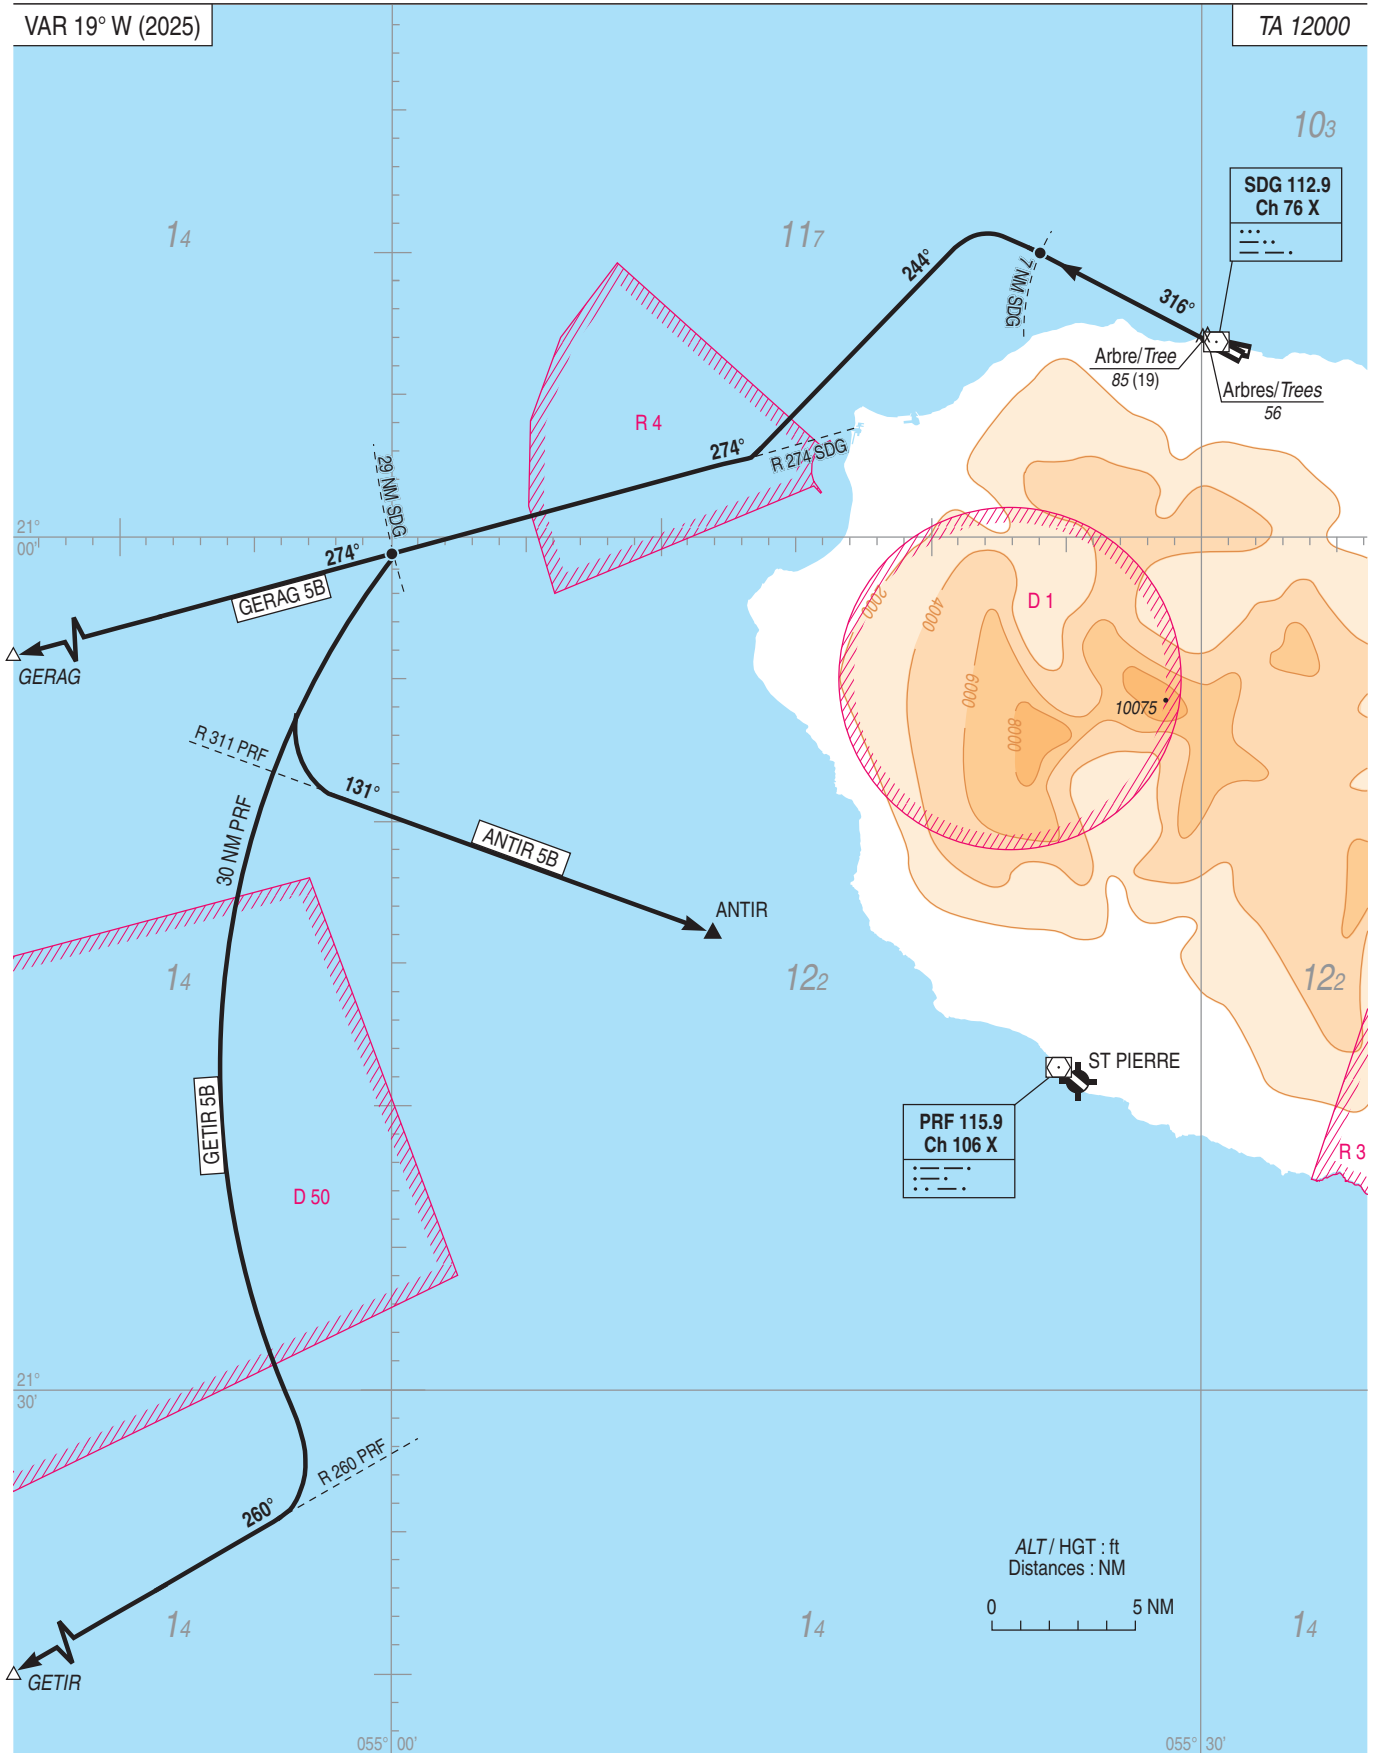 VAR 19° W (2025)
TA 12000
103
SDG 112.9
Ch 76 X
14
117
244°
7 NM SDG
316°
Arbre/Tree
85 (19)
Arbres/Trees
56
R 4
274°
R 274 SDG
29 NM SDG
21°
00'
274°
GERAG 5B
GERAG
D 1
2000
4000
6000
8000
10075
R 311 PRF
131°
30 NM PRF
ANTIR 5B
ANTIR
14
122
122
ST PIERRE
PRF 115.9
Ch 106 X
GETIR 5B
R 3
D 50
21°
30'
R 260 PRF
260°
ALT / HGT : ft
Distances : NM
0
5 NM
14
14
14
GETIR
055° 00'
055° 30'